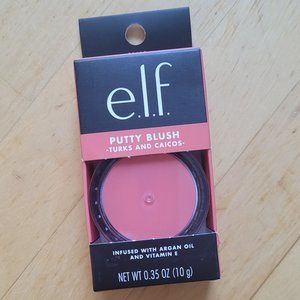 e.l.f.
PUTTY BLUSH
-TURKS AND CAICOS-
INFUSED WITH ARGAN OIL
AND VITAMIN E
NET WT 0.35 OZ (10 g)